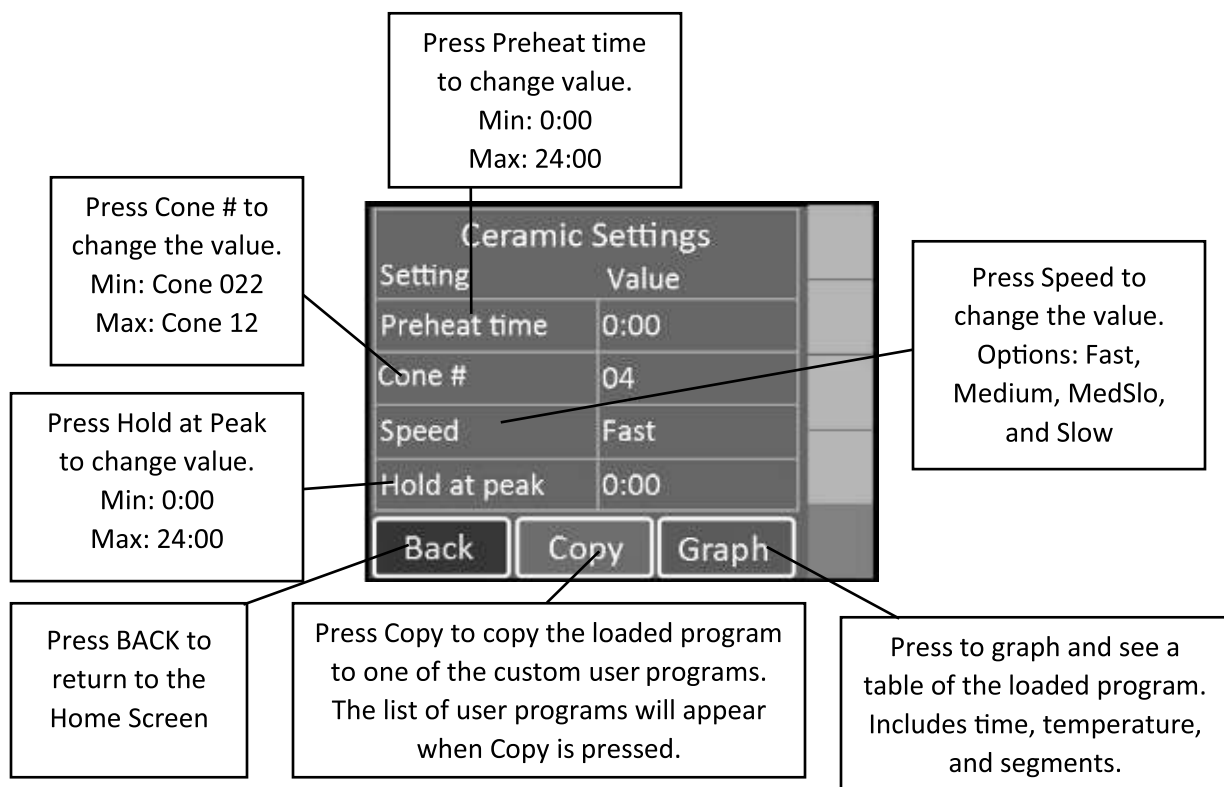 Press Preheat time
to change value.
Min: 0:00
Max: 24:00
Press Cone # to
change the value.
Min: Cone 022
Max: Cone 12
Press Hold at Peak
to change value.
Min: 0:00
Max: 24:00
Ceramic Settings
Setting Value
Preheat time 0:00
Cone # 04
Speed Fast
Hold at peak 0:00
Back Copy Graph
Press Speed to
change the value.
Options: Fast,
Medium, MedSlo,
and Slow
Press BACK to
return to the
Home Screen
Press Copy to copy the loaded program
to one of the custom user programs.
The list of user programs will appear
when Copy is pressed.
Press to graph and see a
table of the loaded program.
Includes time, temperature,
and segments.